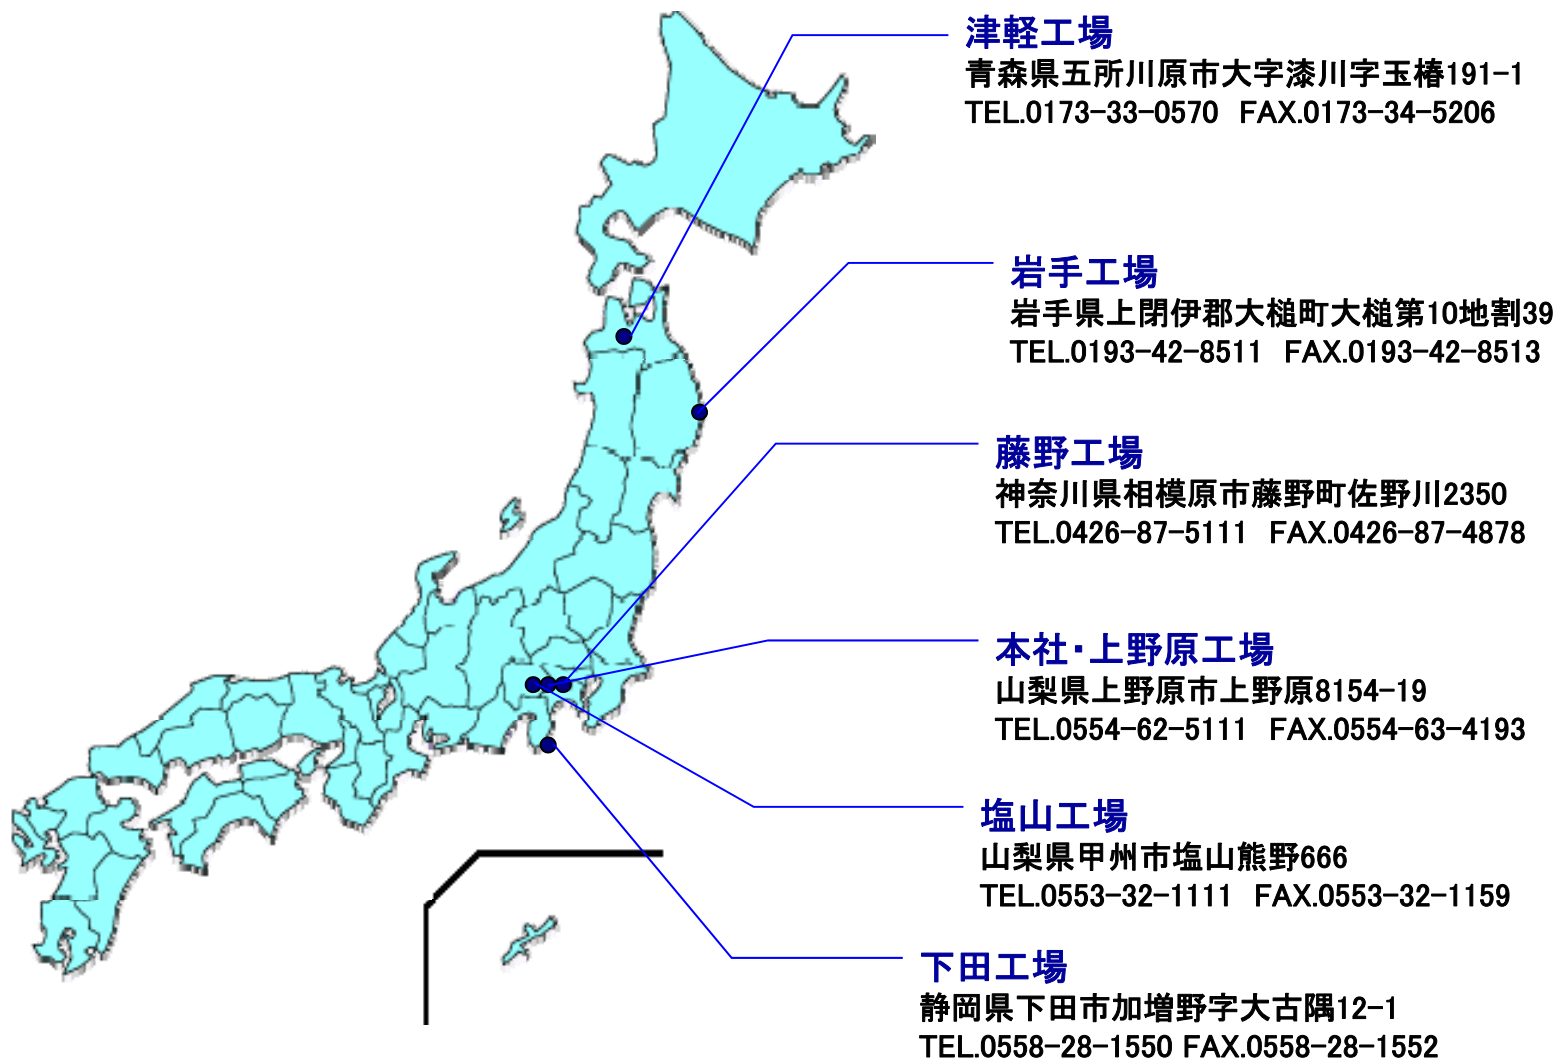 津軽工場
青森県五所川原市大字漆川字玉椿191-1
TEL.0173-33-0570 FAX.0173-34-5206
岩手工場
岩手県上閉伊郡大槌町大槌第10地割39
TEL.0193-42-8511 FAX.0193-42-8513
藤野工場
神奈川県相模原市藤野町佐野川2350
TEL.0426-87-5111 FAX.0426-87-4878
本社・上野原工場
山梨県上野原市上野原8154-19
TEL.0554-62-5111 FAX.0554-63-4193
塩山工場
山梨県甲州市塩山熊野666
TEL.0553-32-1111 FAX.0553-32-1159
下田工場
静岡県下田市加増野字大古隅12-1
TEL.0558-28-1550 FAX.0558-28-1552